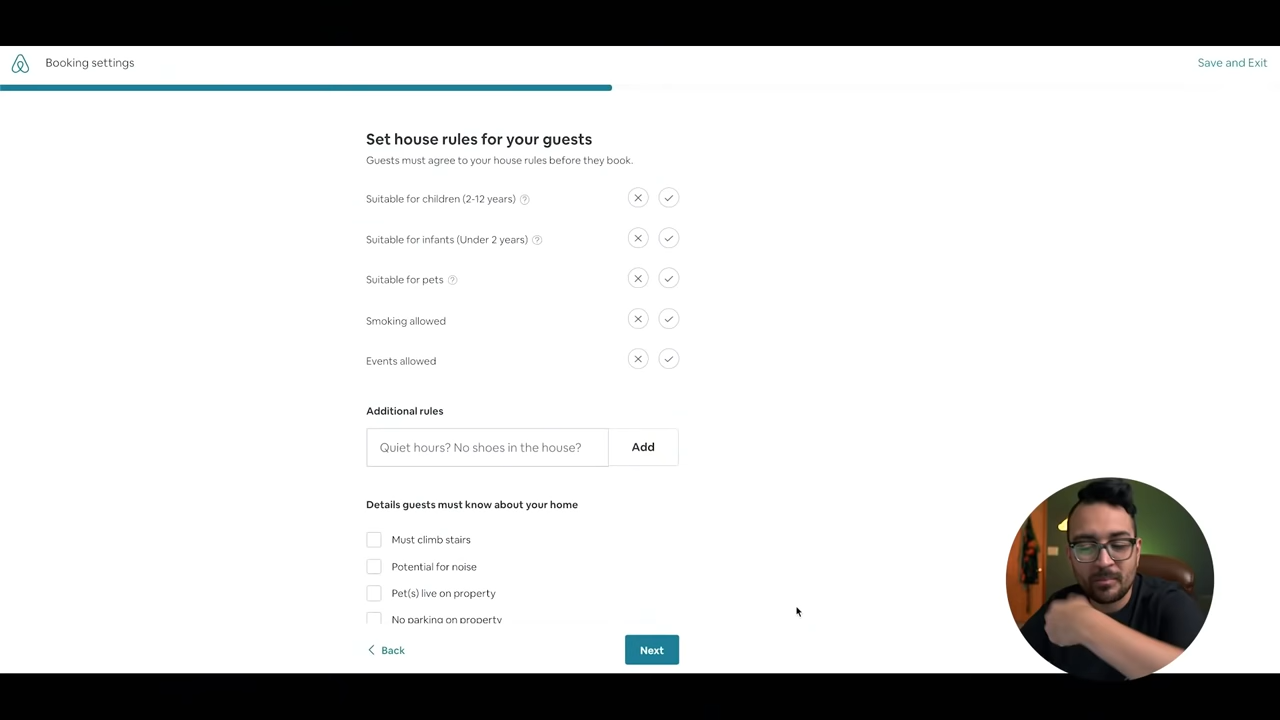 Booking settings
Save and Exit
Set house rules for your guests
Guests must agree to your house rules before they book.
Suitable for children (2-12 years)
Suitable for infants (Under 2 years)
Suitable for pets
Smoking allowed
Events allowed
Additional rules
Quiet hours? No shoes in the house?
Add
Details guests must know about your home
Must climb stairs
Potential for noise
Pet(s) live on property
No parking on property
Back
Next